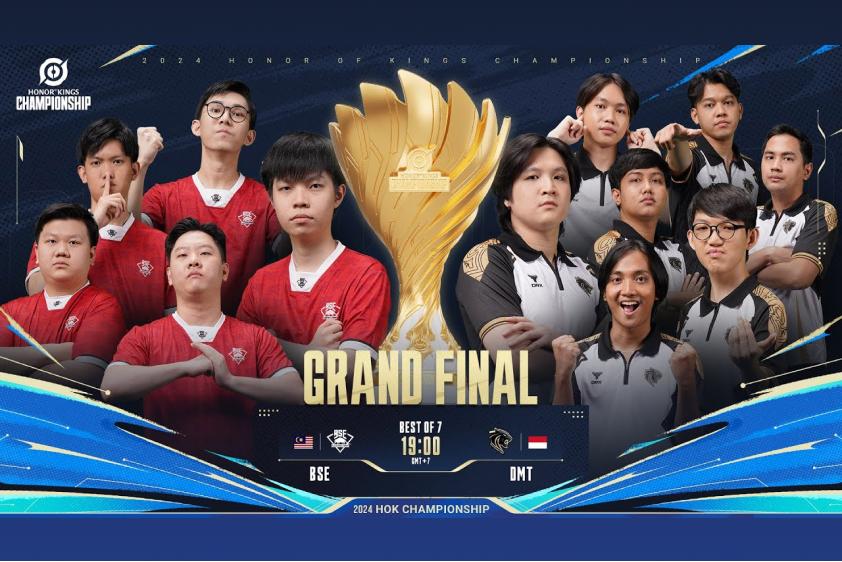 2024 HONOR OF KINGS CHAMPIONSHIP
HONOR OF KINGS
CHAMPIONSHIP
GRAND FINAL
BEST OF 7
19:00
GMT+7
BSE
BSE
DMT
2024 HOK CHAMPIONSHIP